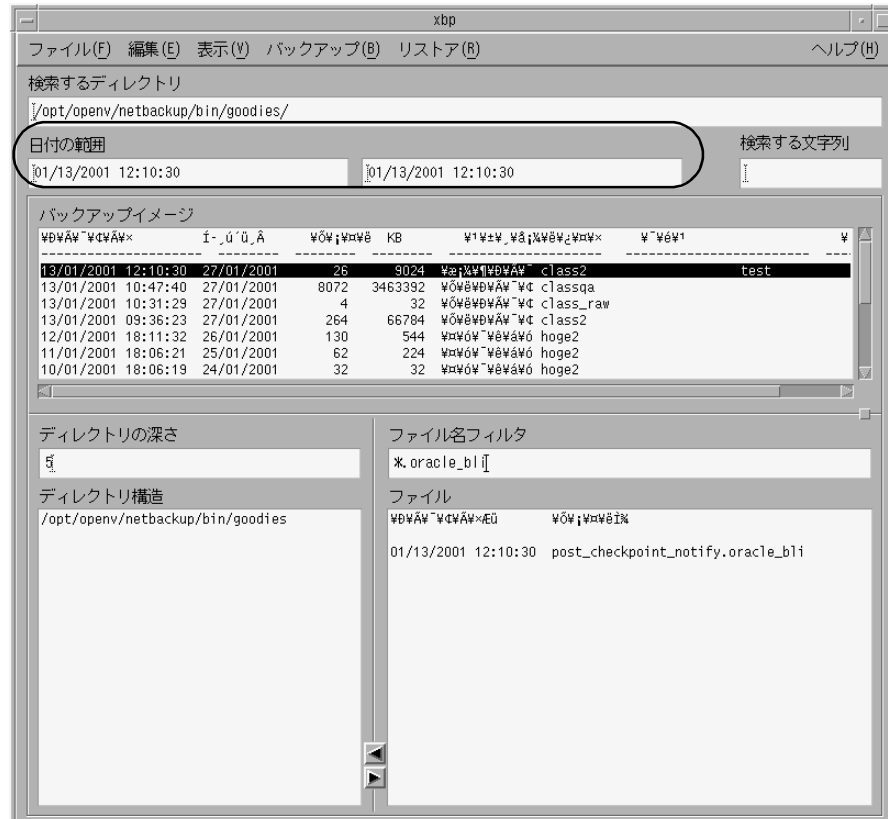 xbp
ファイル(F) 編集(E) 表示(V) バックアップ(B) リストア(R) ヘルプ(H)
検索するディレクトリ
/opt/openv/netbackup/bin/goodies/
日付の範囲 検索する文字列
01/13/2001 12:10:30 01/13/2001 12:10:30
バックアップイメージ
KB
13/01/2001 12:10:30 27/01/2001 26 9024 class2 test
13/01/2001 10:47:40 27/01/2001 8072 3463392 classqa
13/01/2001 10:31:29 27/01/2001 4 32 class_raw
13/01/2001 09:36:23 27/01/2001 264 66784 class2
12/01/2001 18:11:32 26/01/2001 130 544 hoge2
11/01/2001 18:06:21 25/01/2001 62 224 hoge2
10/01/2001 18:06:19 24/01/2001 32 32 hoge2
ディレクトリの深さ ファイル名フィルタ
5 *.oracle_bli
ディレクトリ構造 ファイル
/opt/openv/netbackup/bin/goodies
01/13/2001 12:10:30 post_checkpoint_notify.oracle_bli